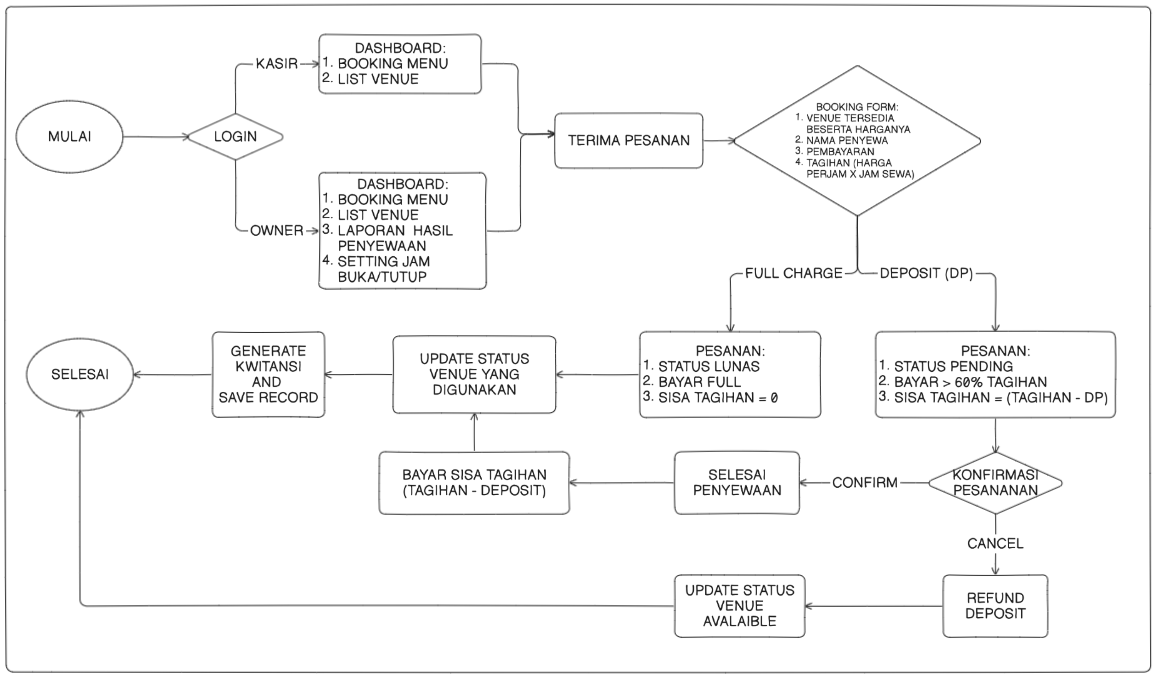 MULAI
LOGIN
KASIR
DASHBOARD:
1. BOOKING MENU
2. LIST VENUE
OWNER
DASHBOARD:
1. BOOKING MENU
2. LIST VENUE
3. LAPORAN HASIL
PENYEWAAN
4. SETTING JAM
BUKA/TUTUP
TERIMA PESANAN
BOOKING FORM:
1. VENUE TERSEDIA
BESERTA HARGANYA
2. NAMA PENYEWA
3. PEMBAYARAN
4. TAGIHAN (HARGA
PERJAM X JAM SEWA)
FULL CHARGE
DEPOSIT (DP)
PESANAN:
1. STATUS LUNAS
2. BAYAR FULL
3. SISA TAGIHAN = 0
PESANAN:
1. STATUS PENDING
2. BAYAR > 60% TAGIHAN
3. SISA TAGIHAN = (TAGIHAN - DP)
UPDATE STATUS
VENUE YANG
DIGUNAKAN
GENERATE
KWITANSI
AND
SAVE RECORD
SELESAI
KONFIRMASI
PESANANAN
CONFIRM
SELESAI
PENYEWAAN
BAYAR SISA TAGIHAN
(TAGIHAN - DEPOSIT)
CANCEL
REFUND
DEPOSIT
UPDATE STATUS
VENUE
AVALAIBLE